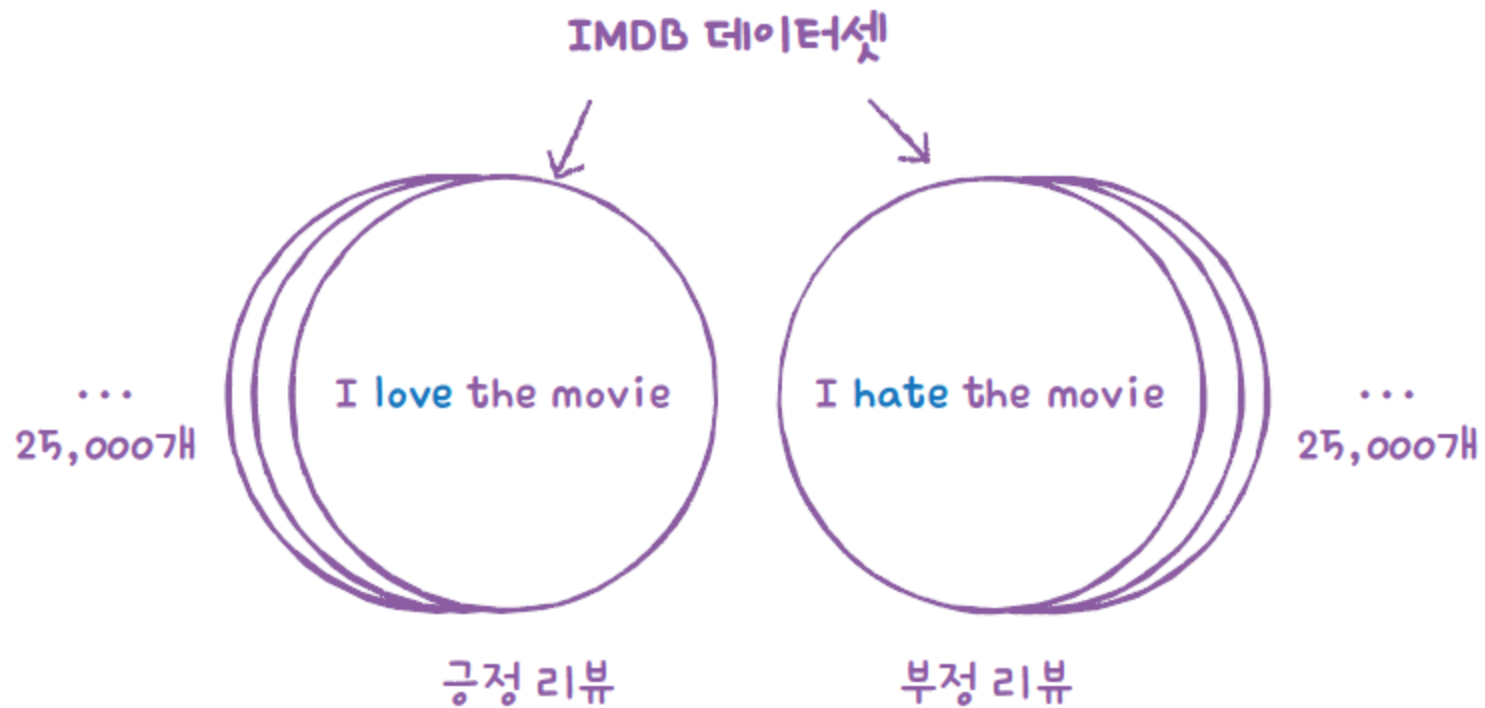 IMDB 데이터셋
I love the movie
I hate the movie
...
25,000개
...
25,000개
긍정 리뷰
부정 리뷰